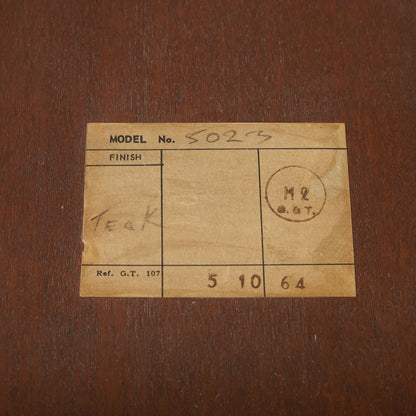 MODEL No. 5023
FINISH
Teak
M2
G.G.T.
Ref. G.T. 107
5 10 64